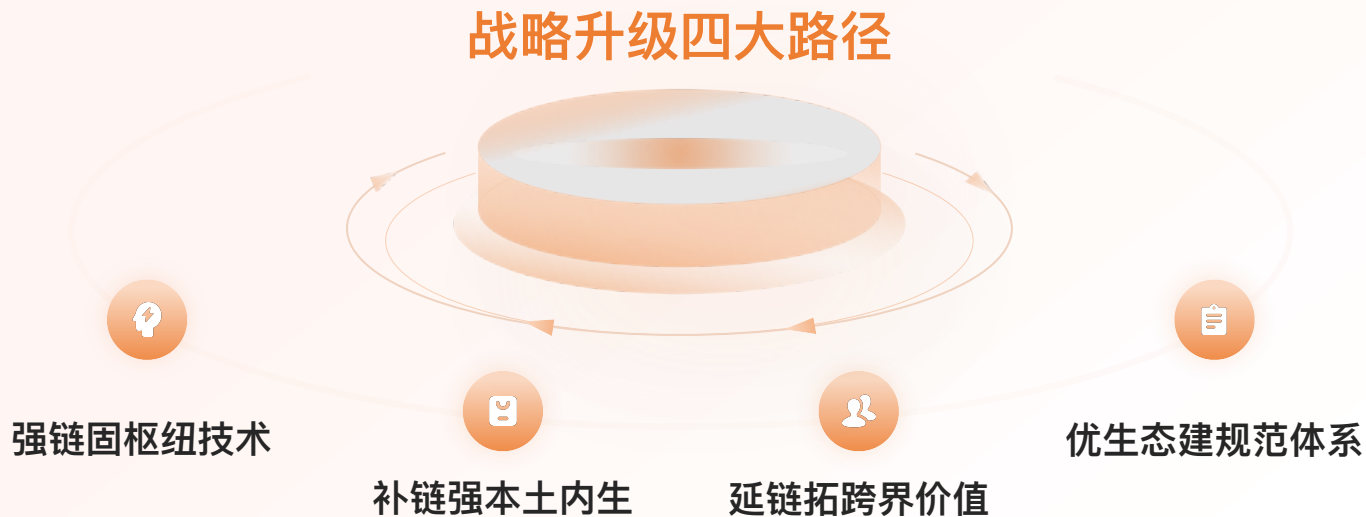 战略升级四大路径
强链固枢纽技术
补链强本土内生
延链拓跨界价值
优生态建规范体系